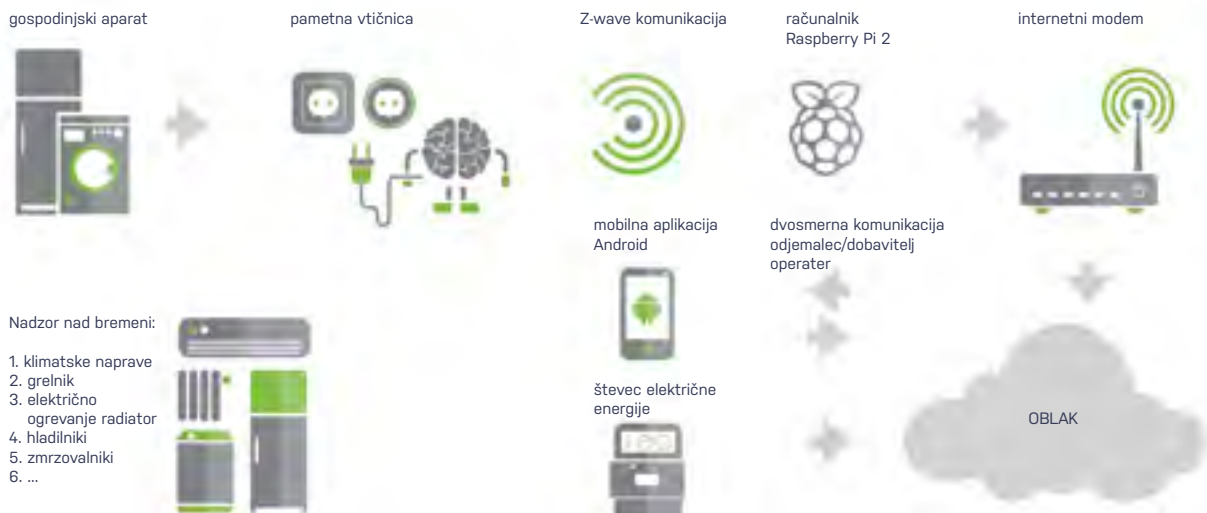 gospodinjski aparat
pametna vtičnica
Z-wave komunikacija
računalnik
Raspberry Pi 2
internetni modem
mobilna aplikacija
Android
dvosmerna komunikacija
odjemalec/dobavitelj
operater
Nadzor nad bremeni:
1. klimatske naprave
2. grelnik
3. električno
ogrevanje radiator
4. hladilniki
5. zmrzovalniki
6. ...
števec električne
energije
OBLAK